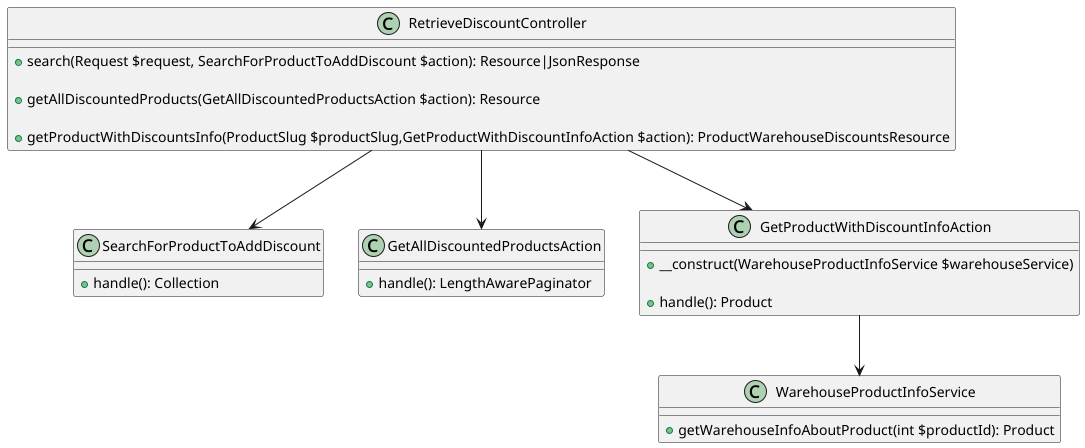 C RetrieveDiscountController
search(Request $request, SearchForProductToAddDiscount $action): Resource|JsonResponse
getAllDiscountedProducts(GetAllDiscountedProductsAction $action): Resource
getProductWithDiscountsInfo(ProductSlug $productSlug,GetProductWithDiscountInfoAction $action): ProductWarehouseDiscountsResource
C SearchForProductToAddDiscount
handle(): Collection
C GetAllDiscountedProductsAction
handle(): LengthAwarePaginator
C GetProductWithDiscountInfoAction
__construct(WarehouseProductInfoService $warehouseService)
handle(): Product
C WarehouseProductInfoService
getWarehouseInfoAboutProduct(int $productId): Product